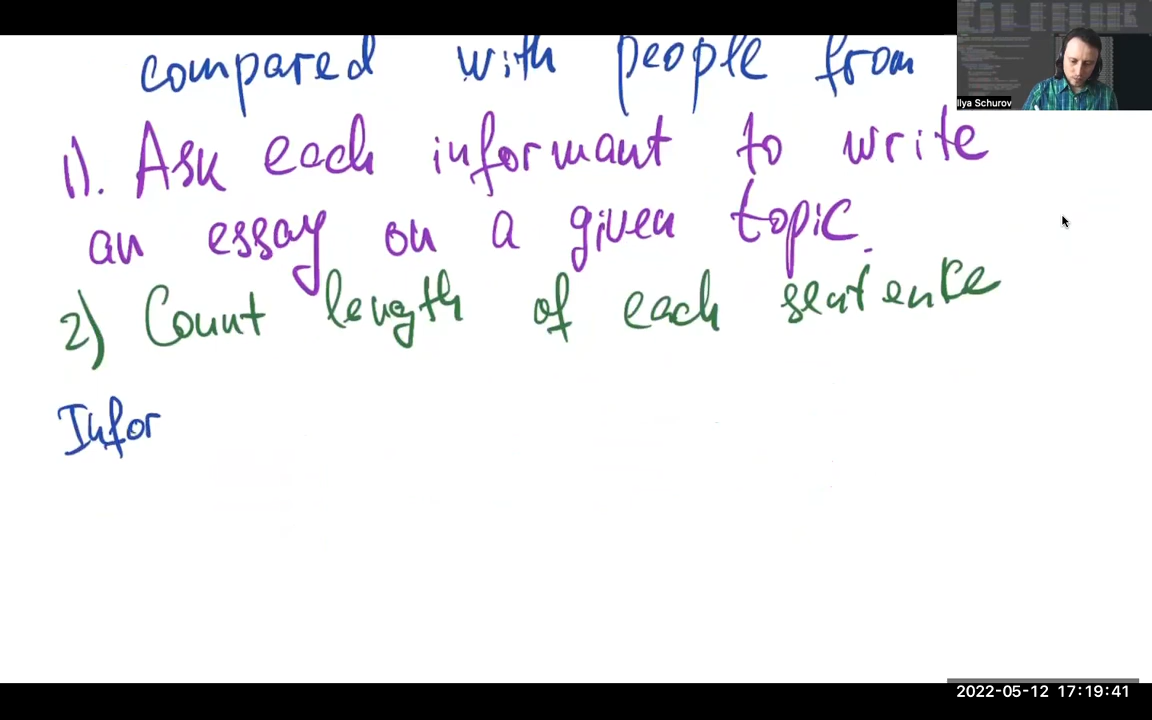 compared with people from
Ilya Schurov
1). Ask each informant to write
an essay on a given topic.
2) Count length of each sentence
Infor
2022-05-12 17:19:41